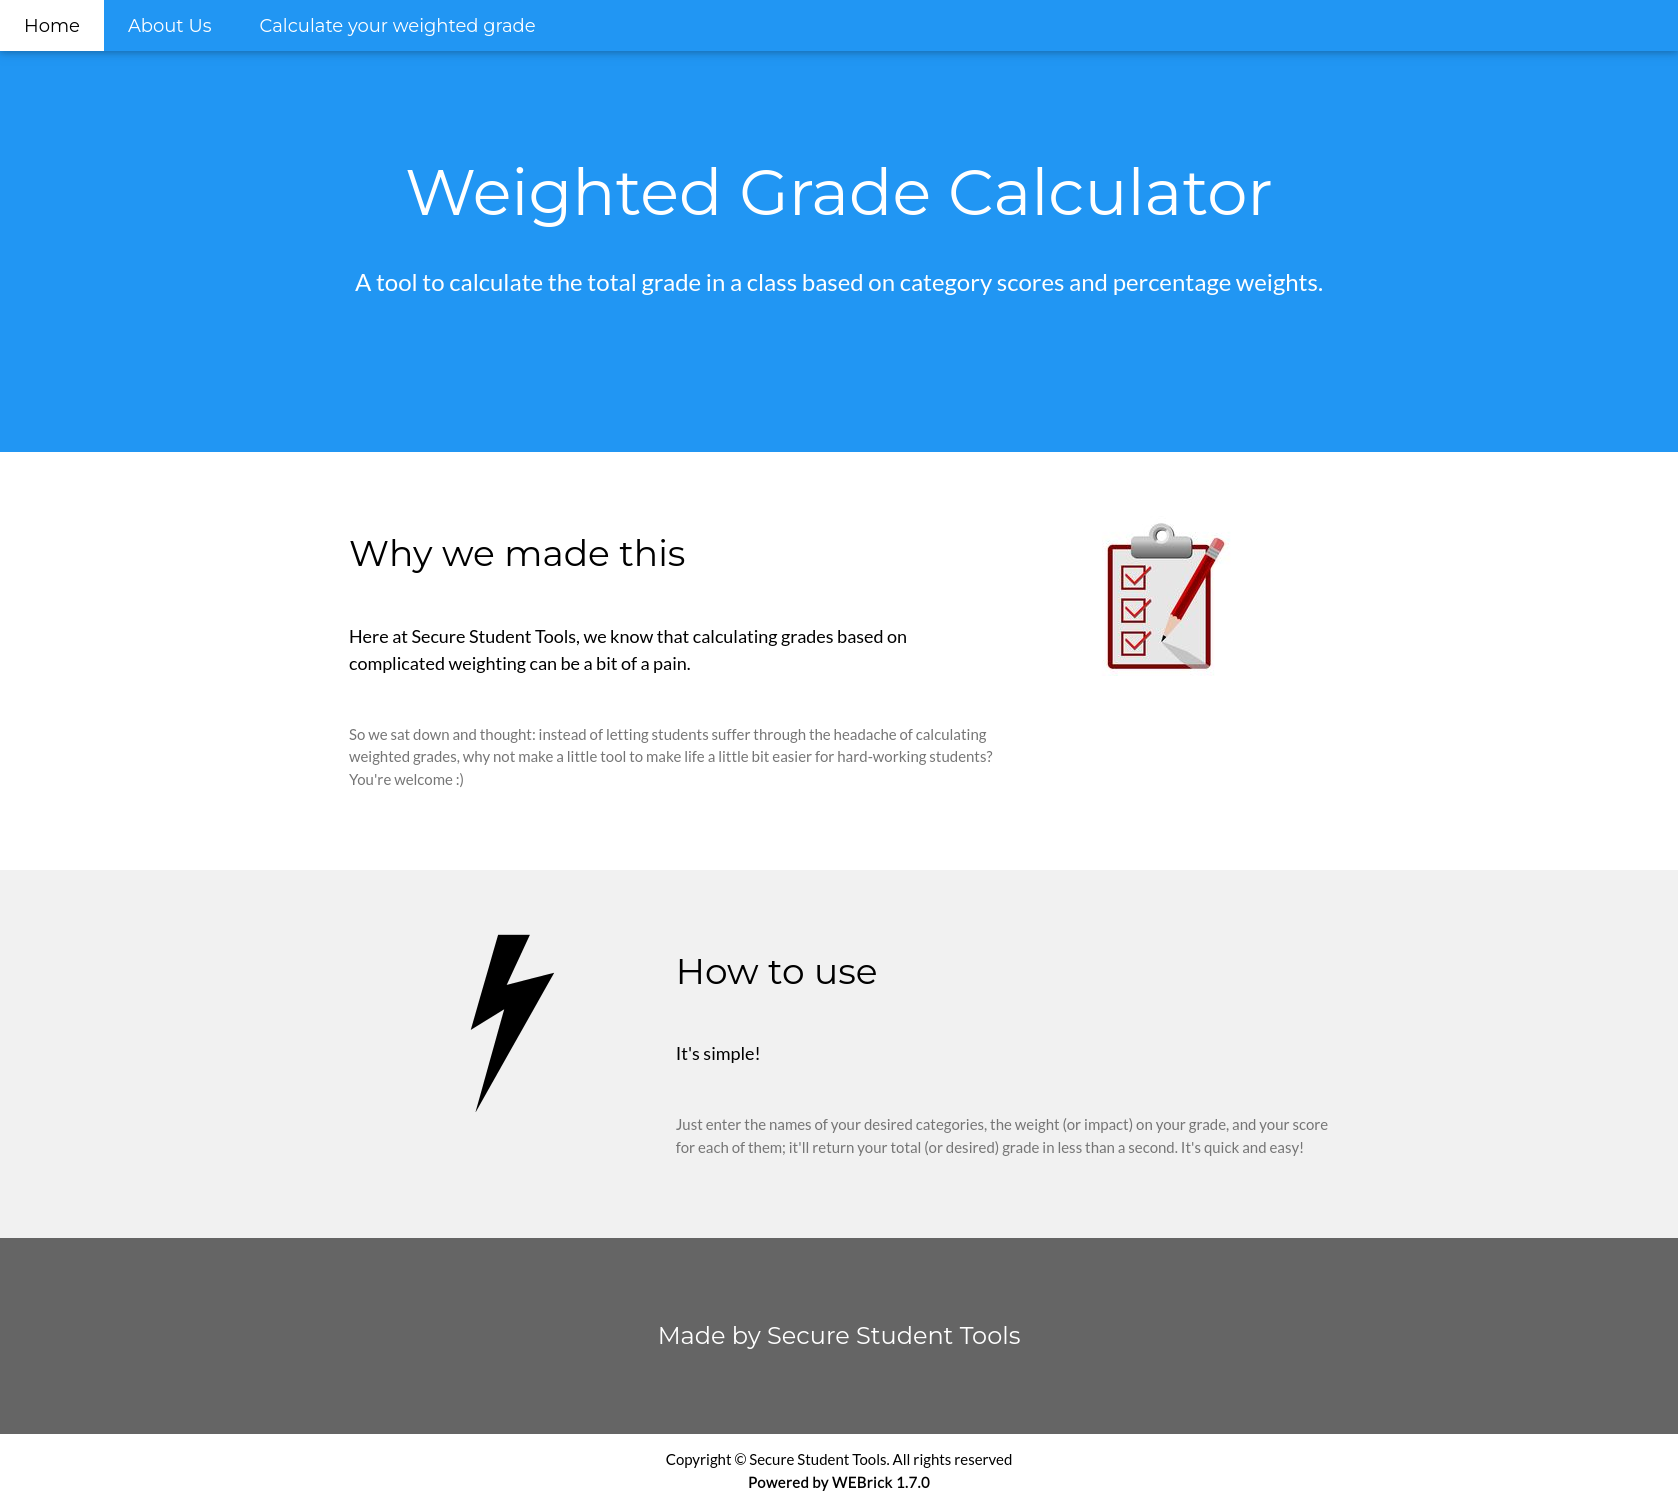 Home About Us Calculate your weighted grade
Weighted Grade Calculator
A tool to calculate the total grade in a class based on category scores and percentage weights.
Why we made this
Here at Secure Student Tools, we know that calculating grades based on
complicated weighting can be a bit of a pain.
So we sat down and thought: instead of letting students suffer through the headache of calculating
weighted grades, why not make a little tool to make life a little bit easier for hard-working students?
You're welcome :)
How to use
It's simple!
Just enter the names of your desired categories, the weight (or impact) on your grade, and your score
for each of them; it'll return your total (or desired) grade in less than a second. It's quick and easy!
Made by Secure Student Tools
Copyright © Secure Student Tools. All rights reserved
Powered by WEBrick 1.7.0